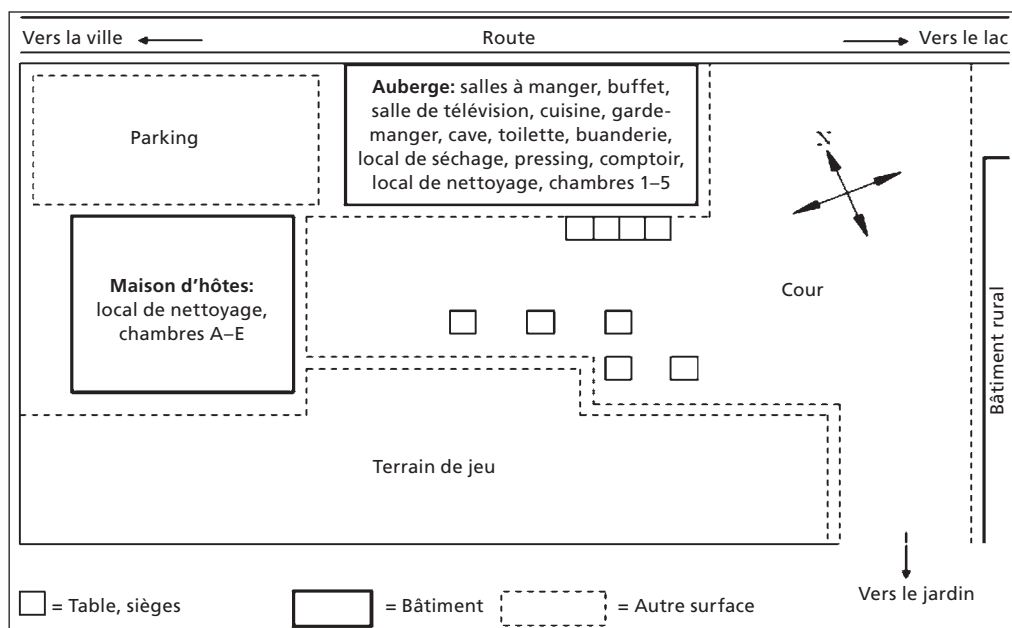 Vers la ville
Route
Vers le lac
Parking
Auberge: salles à manger, buffet,
salle de télévision, cuisine, garde-
manger, cave, toilette, buanderie,
local de séchage, pressing, comptoir,
local de nettoyage, chambres 1–5
N
Maison d'hôtes:
local de nettoyage,
chambres A–E
Cour
Bâtiment rural
Terrain de jeu
Vers le jardin
= Table, sièges
= Bâtiment
= Autre surface